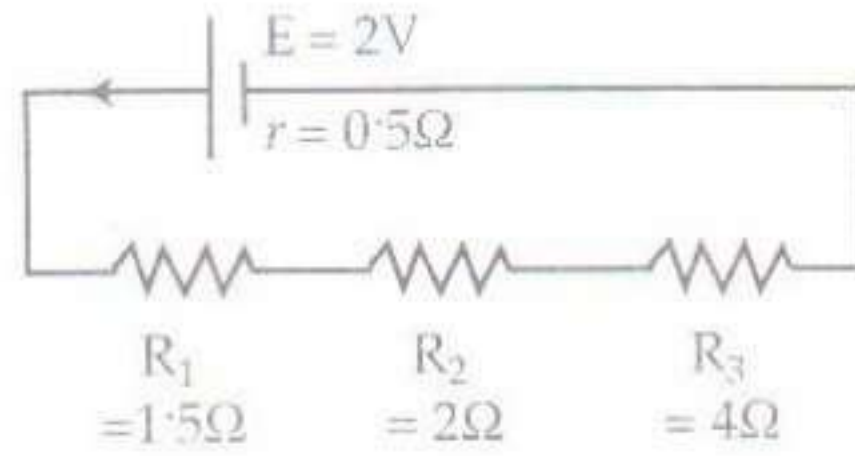 E = 2V
r = 0·5Ω
R₁ R₂ R₃
=1·5Ω = 2Ω = 4Ω